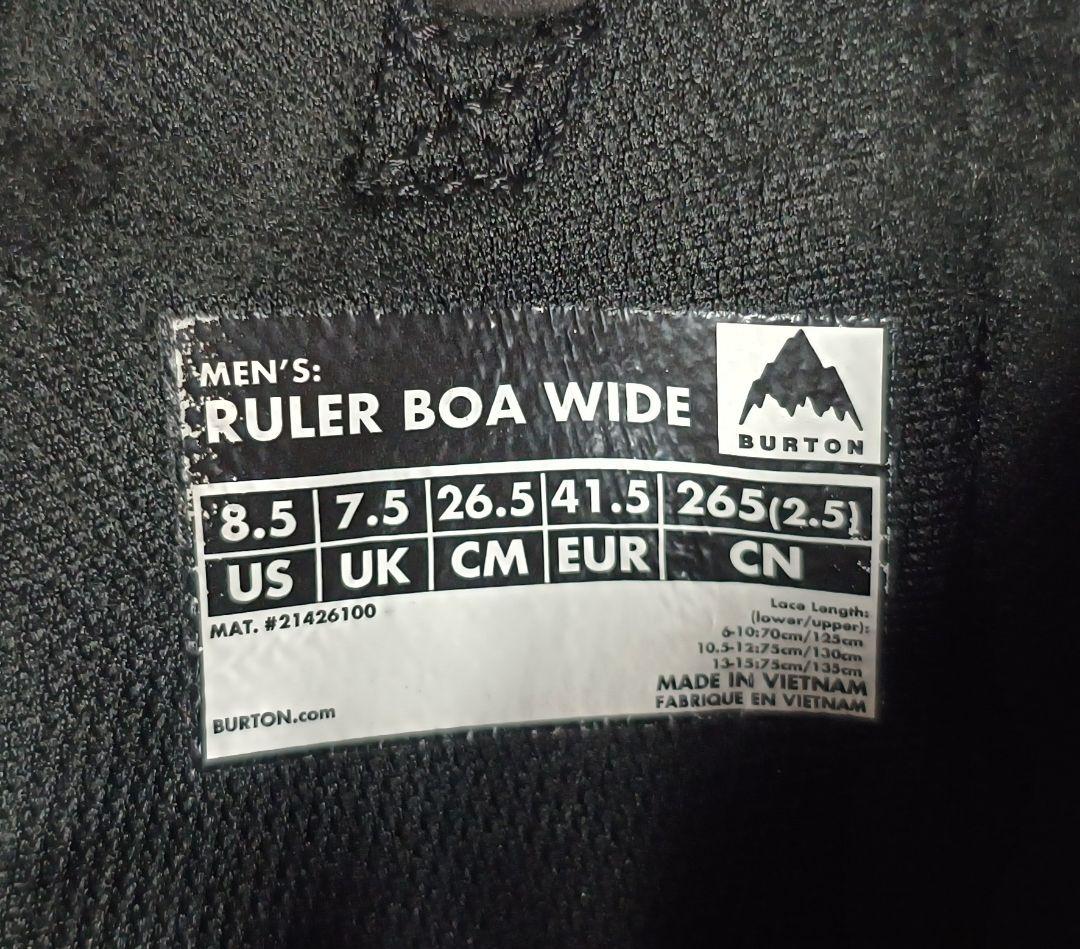 MEN'S:
RULER BOA WIDE
BURTON
8.5 7.5 26.5 41.5 265(2.5)
US UK CM EUR CN
MAT. #21426100
Lace Length:
(lower/upper):
6-10:70cm/125cm
10.5-12:75cm/130cm
13-15:75cm/135cm
MADE IN VIETNAM
FABRIQUE EN VIETNAM
BURTON.com